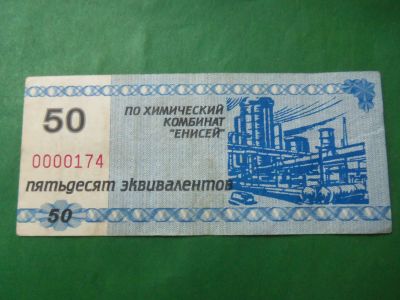 50
ПО ХИМИЧЕСКИЙ
КОМБИНАТ
"ЕНИСЕЙ"
0000174
пятьдесят эквивалентов
50